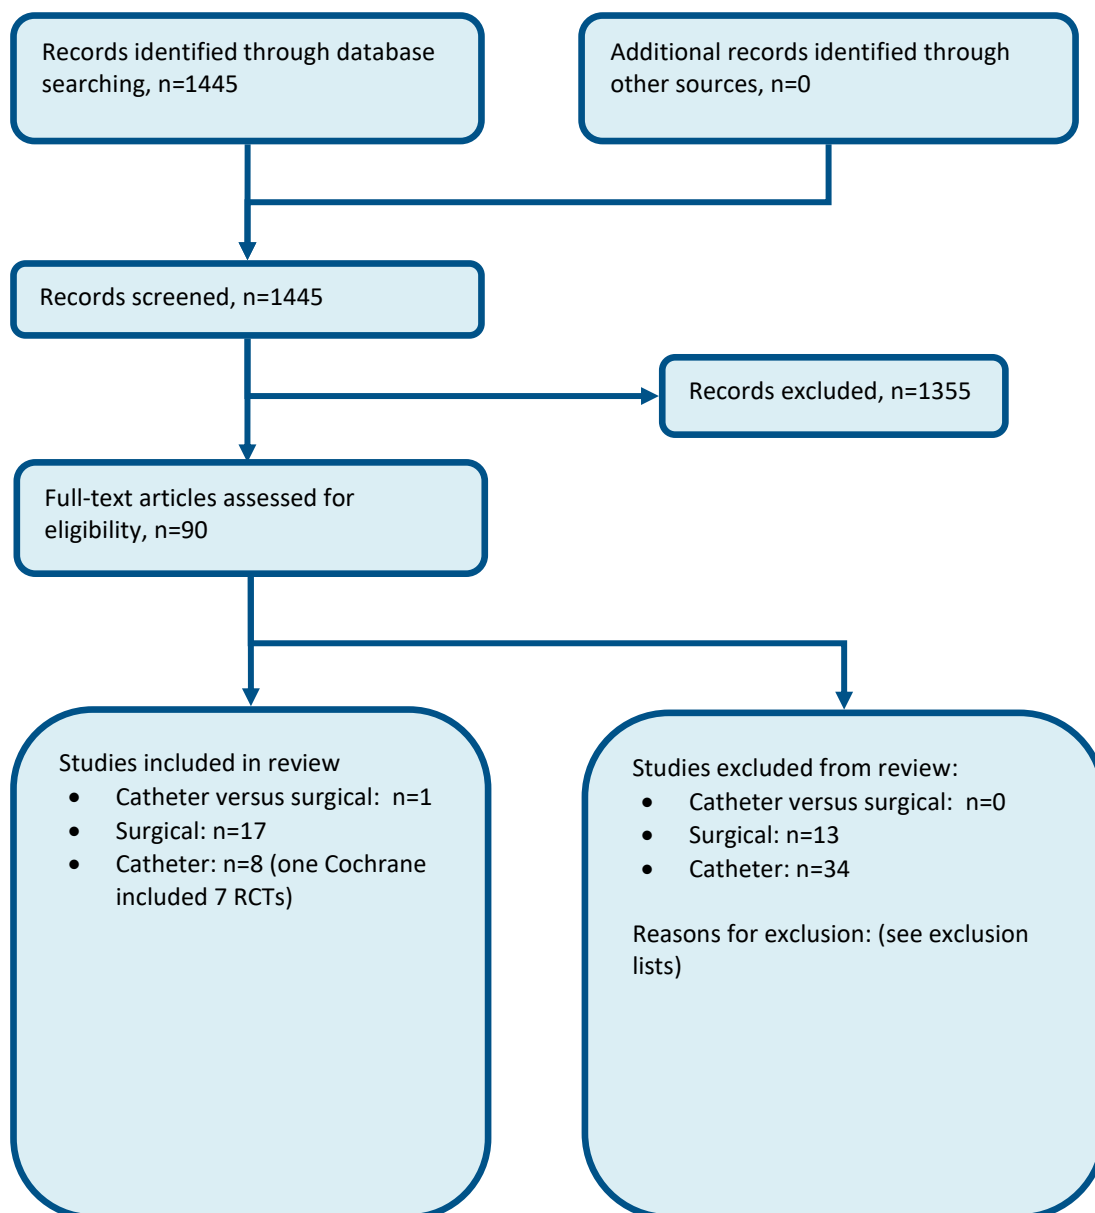 Records identified through database
searching, n=1445
Additional records identified through
other sources, n=0
Records screened, n=1445
Records excluded, n=1355
Full-text articles assessed for
eligibility, n=90
Studies included in review
• Catheter versus surgical:  n=1
• Surgical: n=17
• Catheter: n=8 (one Cochrane
included 7 RCTs)
Studies excluded from review:
• Catheter versus surgical:  n=0
• Surgical: n=13
• Catheter: n=34
Reasons for exclusion: (see exclusion
lists)